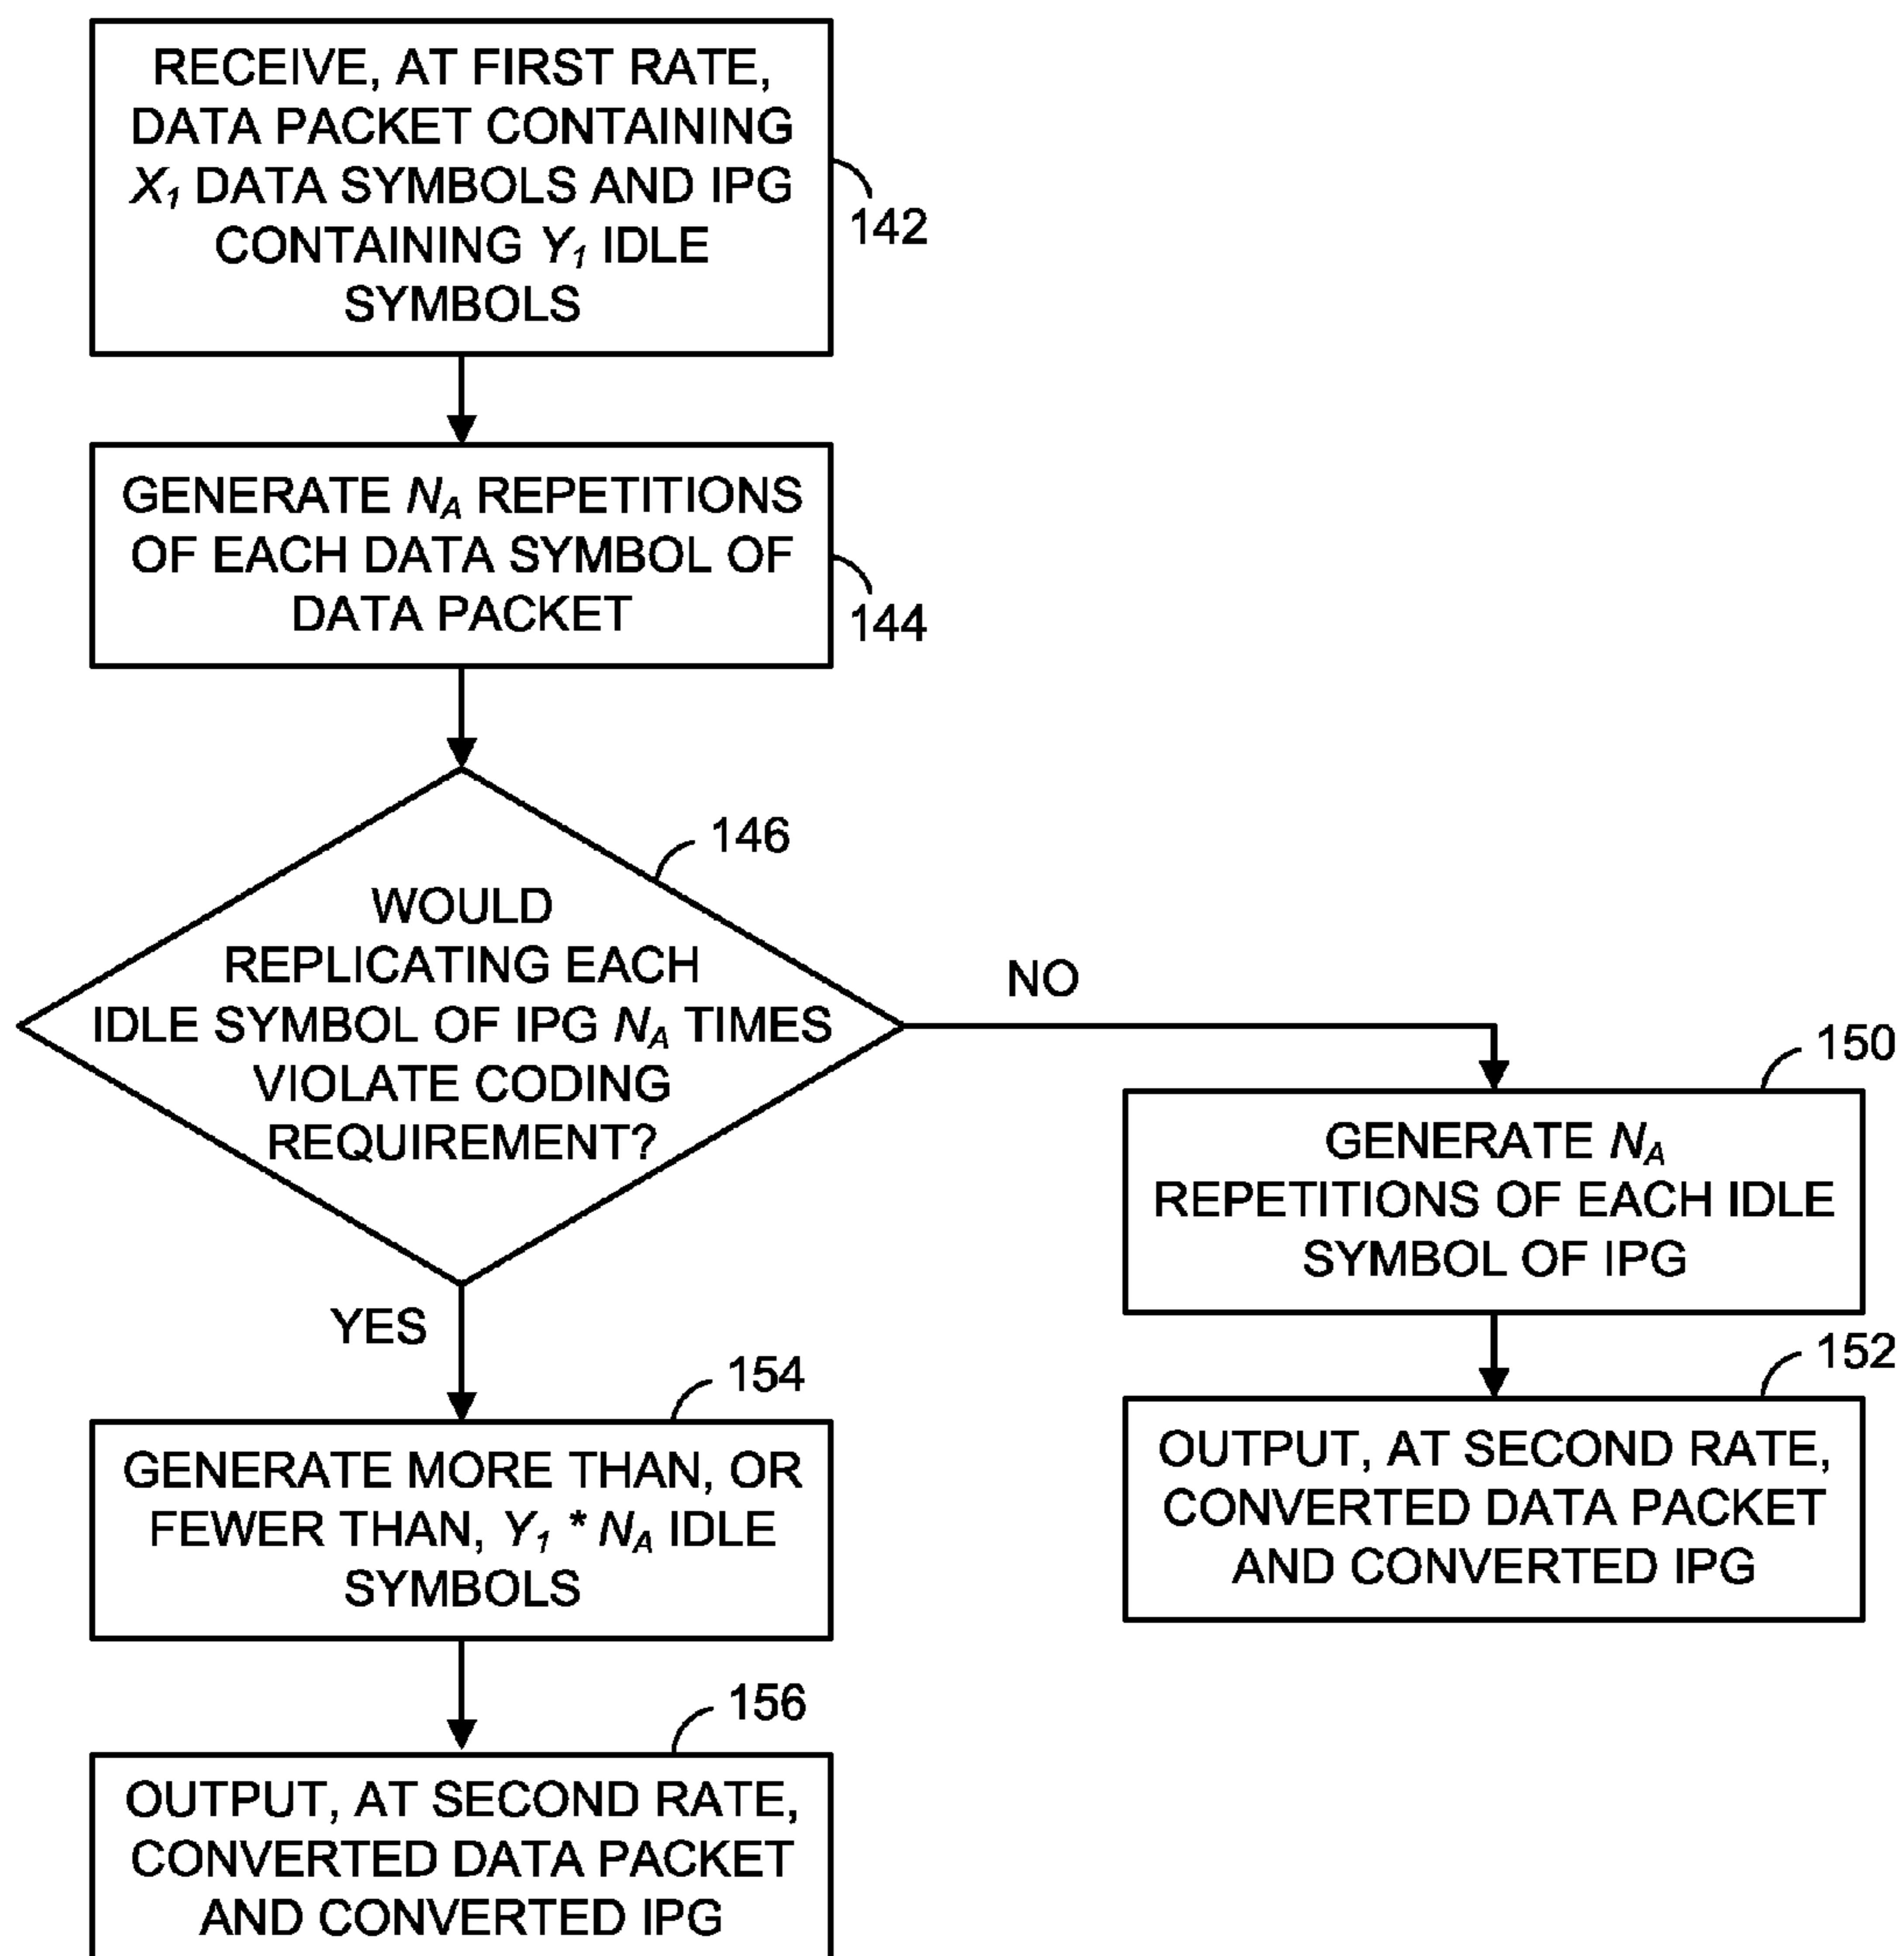 RECEIVE, AT FIRST RATE,
DATA PACKET CONTAINING
X₁ DATA SYMBOLS AND IPG
CONTAINING Y₁ IDLE
SYMBOLS
142
GENERATE N_A REPETITIONS
OF EACH DATA SYMBOL OF
DATA PACKET
144
146
WOULD
REPLICATING EACH
IDLE SYMBOL OF IPG N_A TIMES
VIOLATE CODING
REQUIREMENT?
NO
150
GENERATE N_A
REPETITIONS OF EACH IDLE
SYMBOL OF IPG
152
OUTPUT, AT SECOND RATE,
CONVERTED DATA PACKET
AND CONVERTED IPG
YES
154
GENERATE MORE THAN, OR
FEWER THAN, Y₁ * N_A IDLE
SYMBOLS
156
OUTPUT, AT SECOND RATE,
CONVERTED DATA PACKET
AND CONVERTED IPG